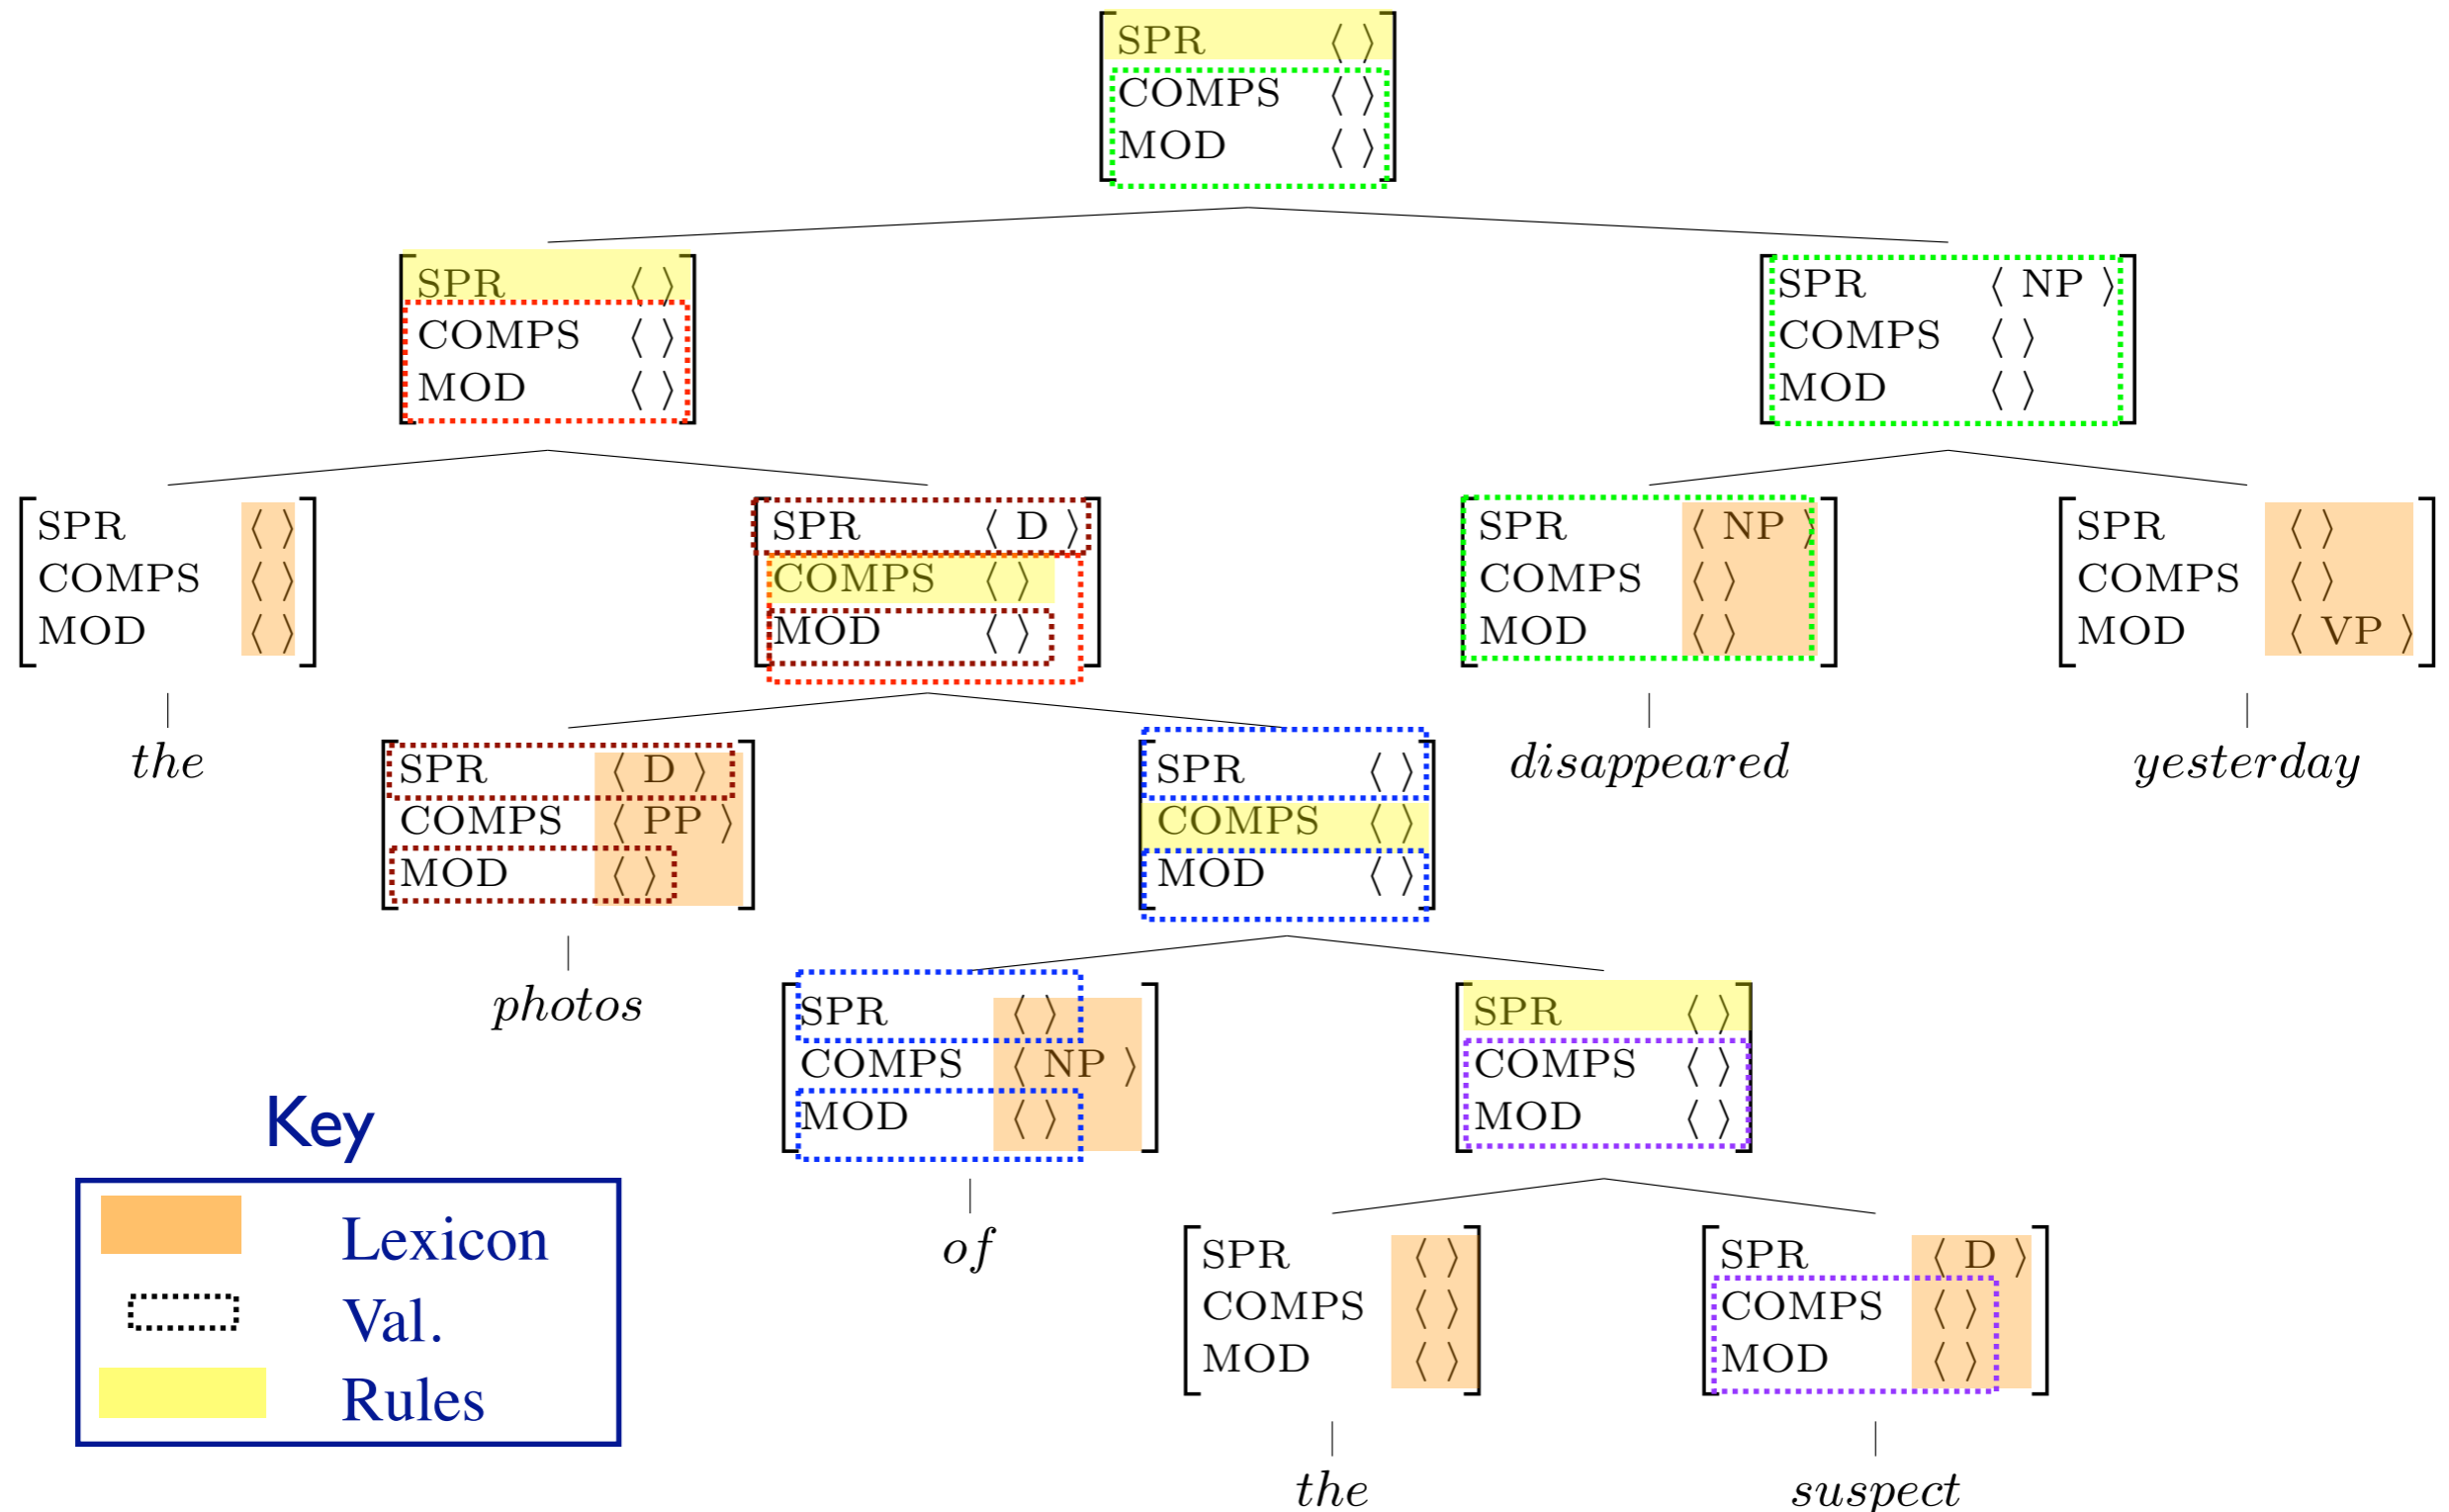 SPR ⟨ ⟩
COMPS ⟨ ⟩
MOD ⟨ ⟩
SPR ⟨ ⟩
COMPS ⟨ ⟩
MOD ⟨ ⟩
SPR ⟨ NP ⟩
COMPS ⟨ ⟩
MOD ⟨ ⟩
SPR ⟨ ⟩
COMPS ⟨ ⟩
MOD ⟨ ⟩
the
SPR ⟨ D ⟩
COMPS ⟨ ⟩
MOD ⟨ ⟩
SPR ⟨ NP ⟩
COMPS ⟨ ⟩
MOD ⟨ ⟩
disappeared
SPR ⟨ ⟩
COMPS ⟨ ⟩
MOD ⟨ VP ⟩
yesterday
SPR ⟨ D ⟩
COMPS ⟨ PP ⟩
MOD ⟨ ⟩
photos
SPR ⟨ ⟩
COMPS ⟨ ⟩
MOD ⟨ ⟩
SPR ⟨ ⟩
COMPS ⟨ NP ⟩
MOD ⟨ ⟩
of
SPR ⟨ ⟩
COMPS ⟨ ⟩
MOD ⟨ ⟩
SPR ⟨ ⟩
COMPS ⟨ ⟩
MOD ⟨ ⟩
the
SPR ⟨ D ⟩
COMPS ⟨ ⟩
MOD ⟨ ⟩
suspect
Key
Lexicon
Val.
Rules